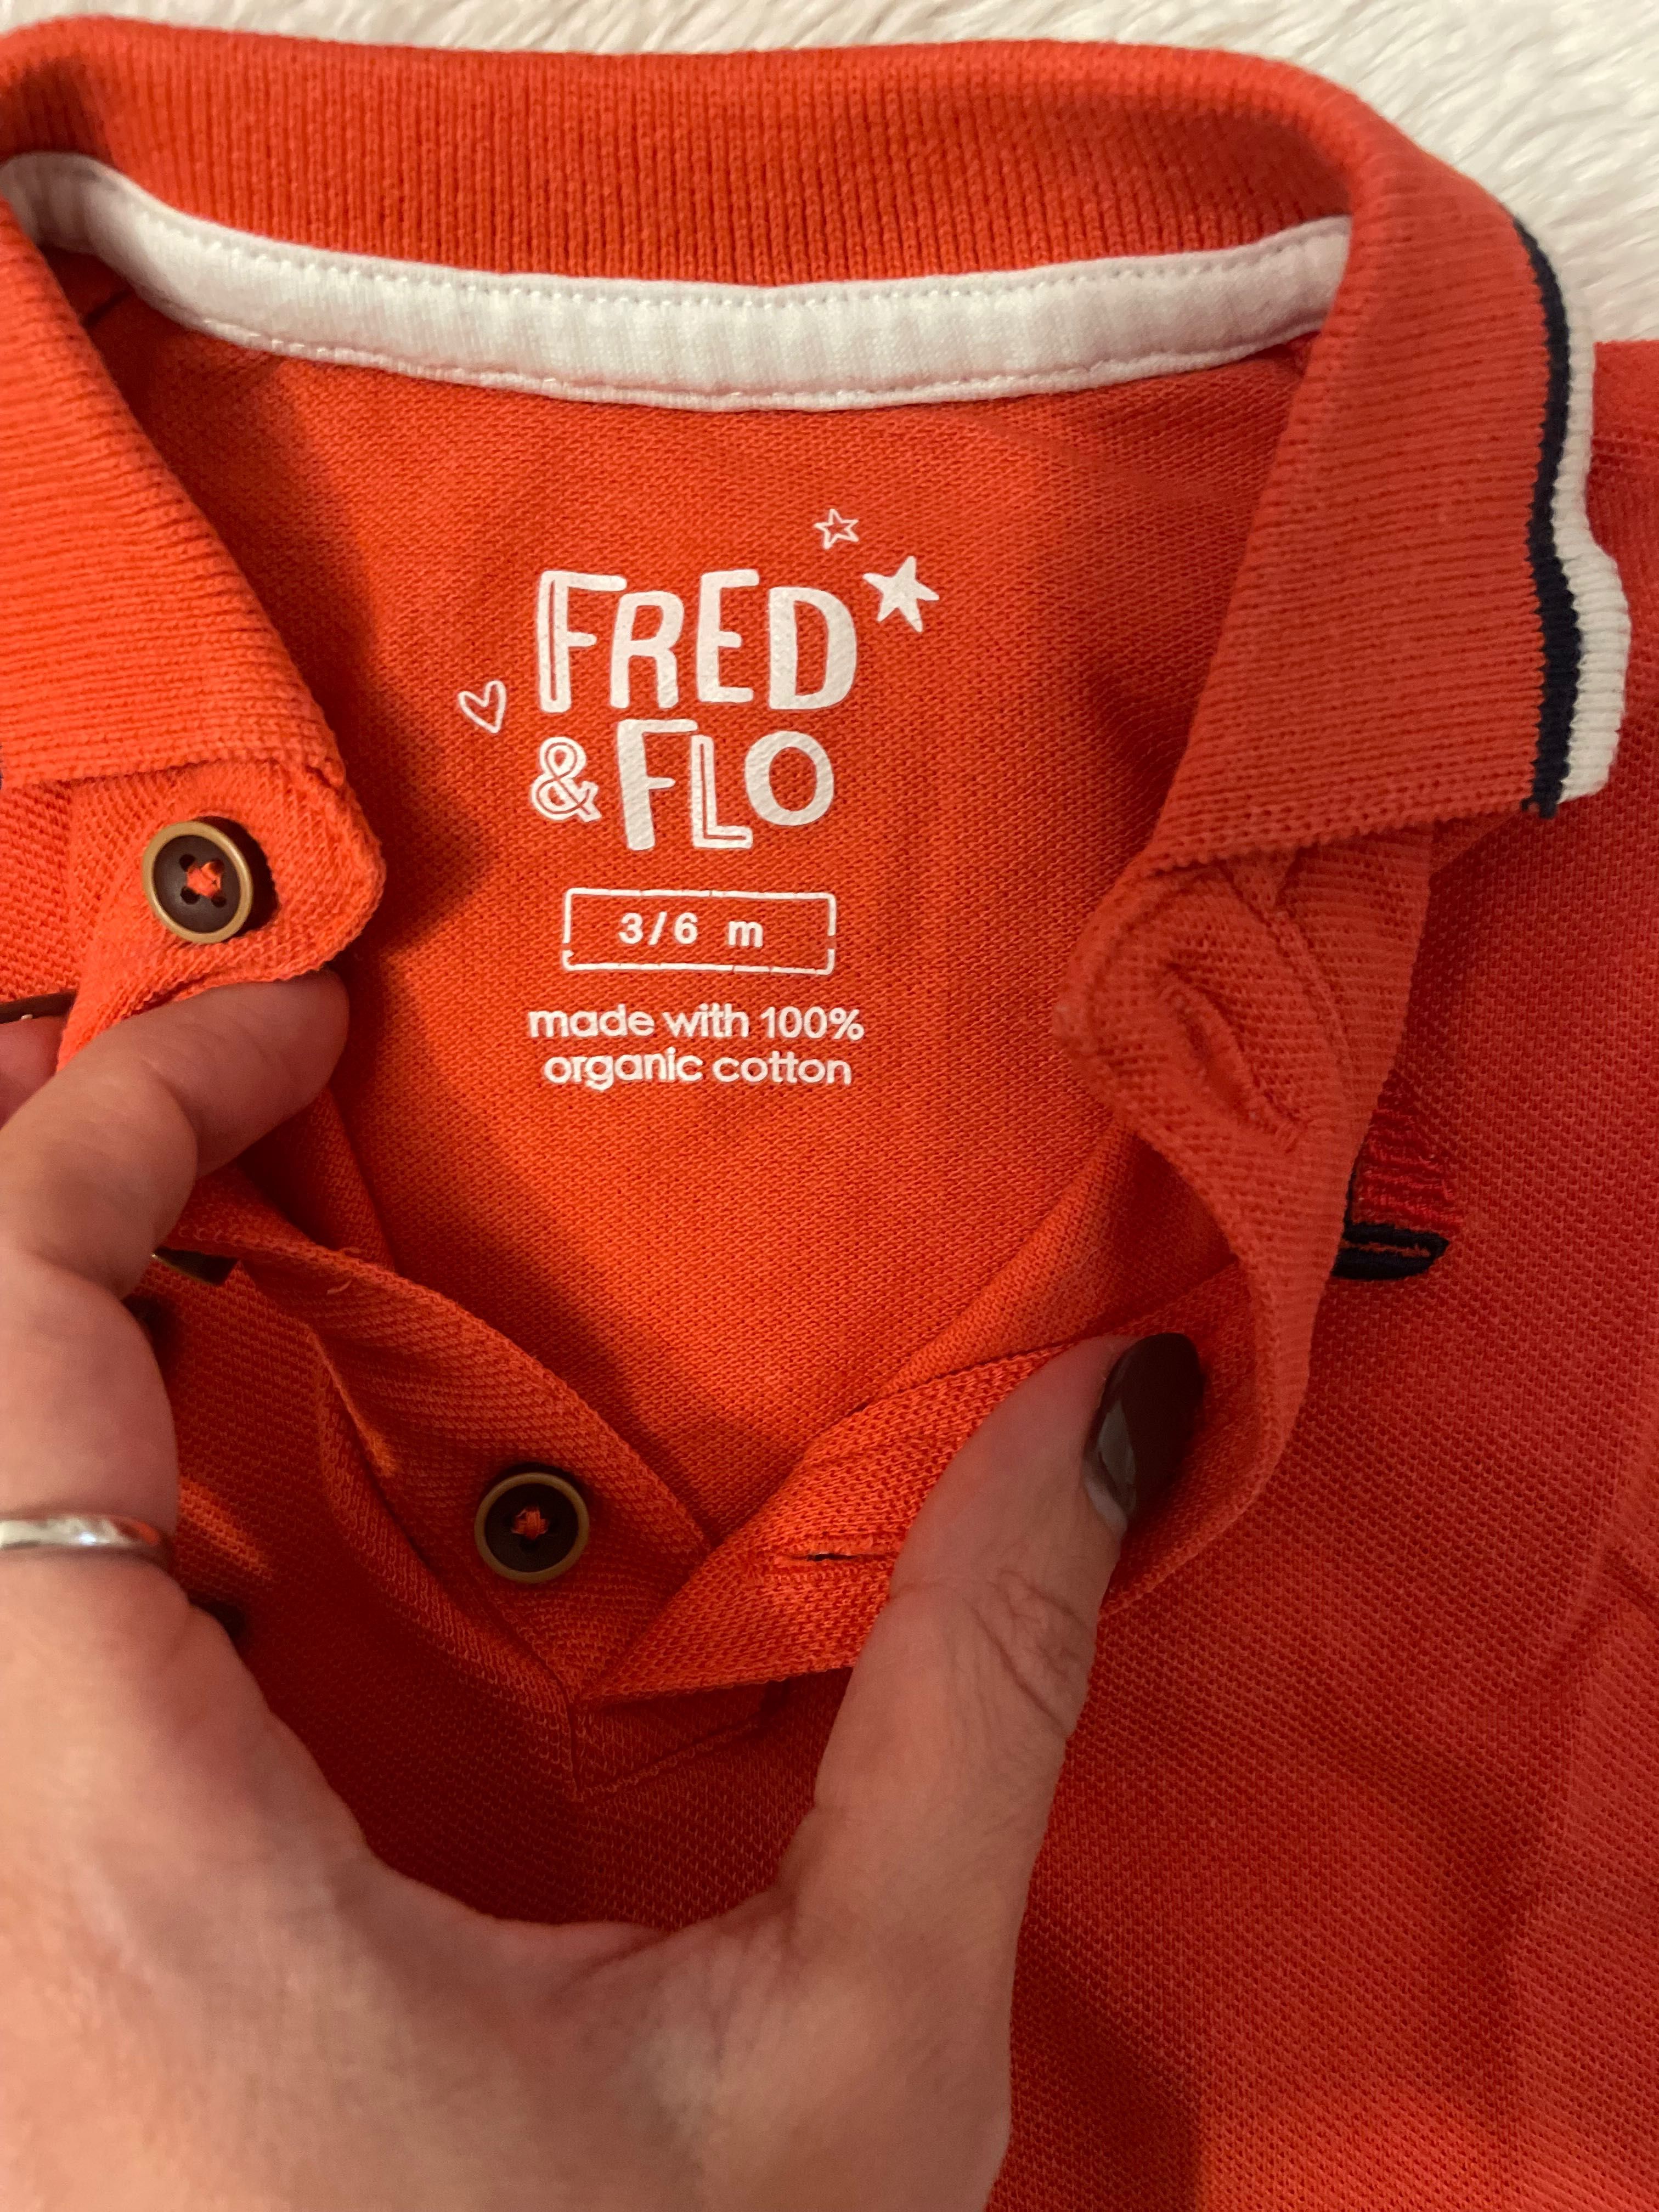 FRED
& FLO
3/6 m
made with 100%
organic cotton